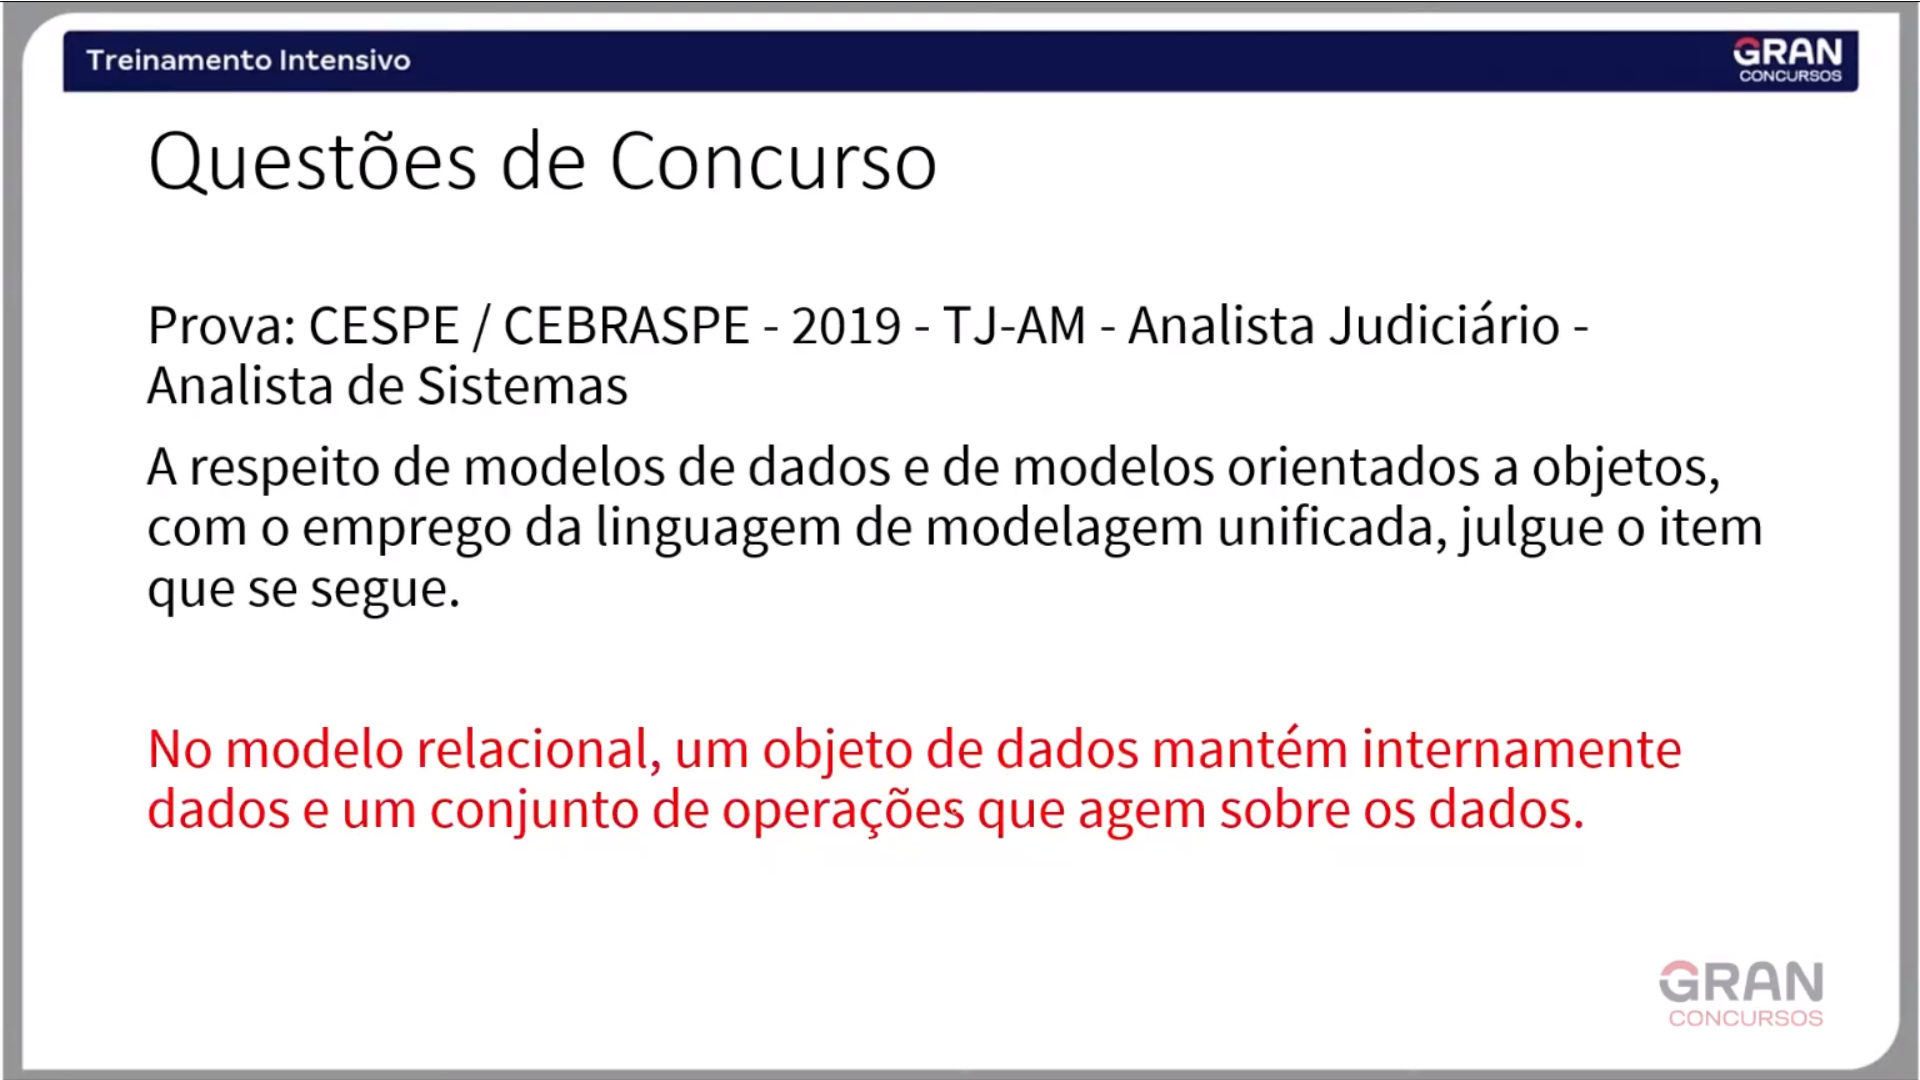 Treinamento Intensivo
GRAN
CONCURSOS
Questões de Concurso
Prova: CESPE / CEBRASPE - 2019 - TJ-AM - Analista Judiciário -
Analista de Sistemas
A respeito de modelos de dados e de modelos orientados a objetos,
com o emprego da linguagem de modelagem unificada, julgue o item
que se segue.
No modelo relacional, um objeto de dados mantém internamente
dados e um conjunto de operações que agem sobre os dados.
GRAN
CONCURSOS